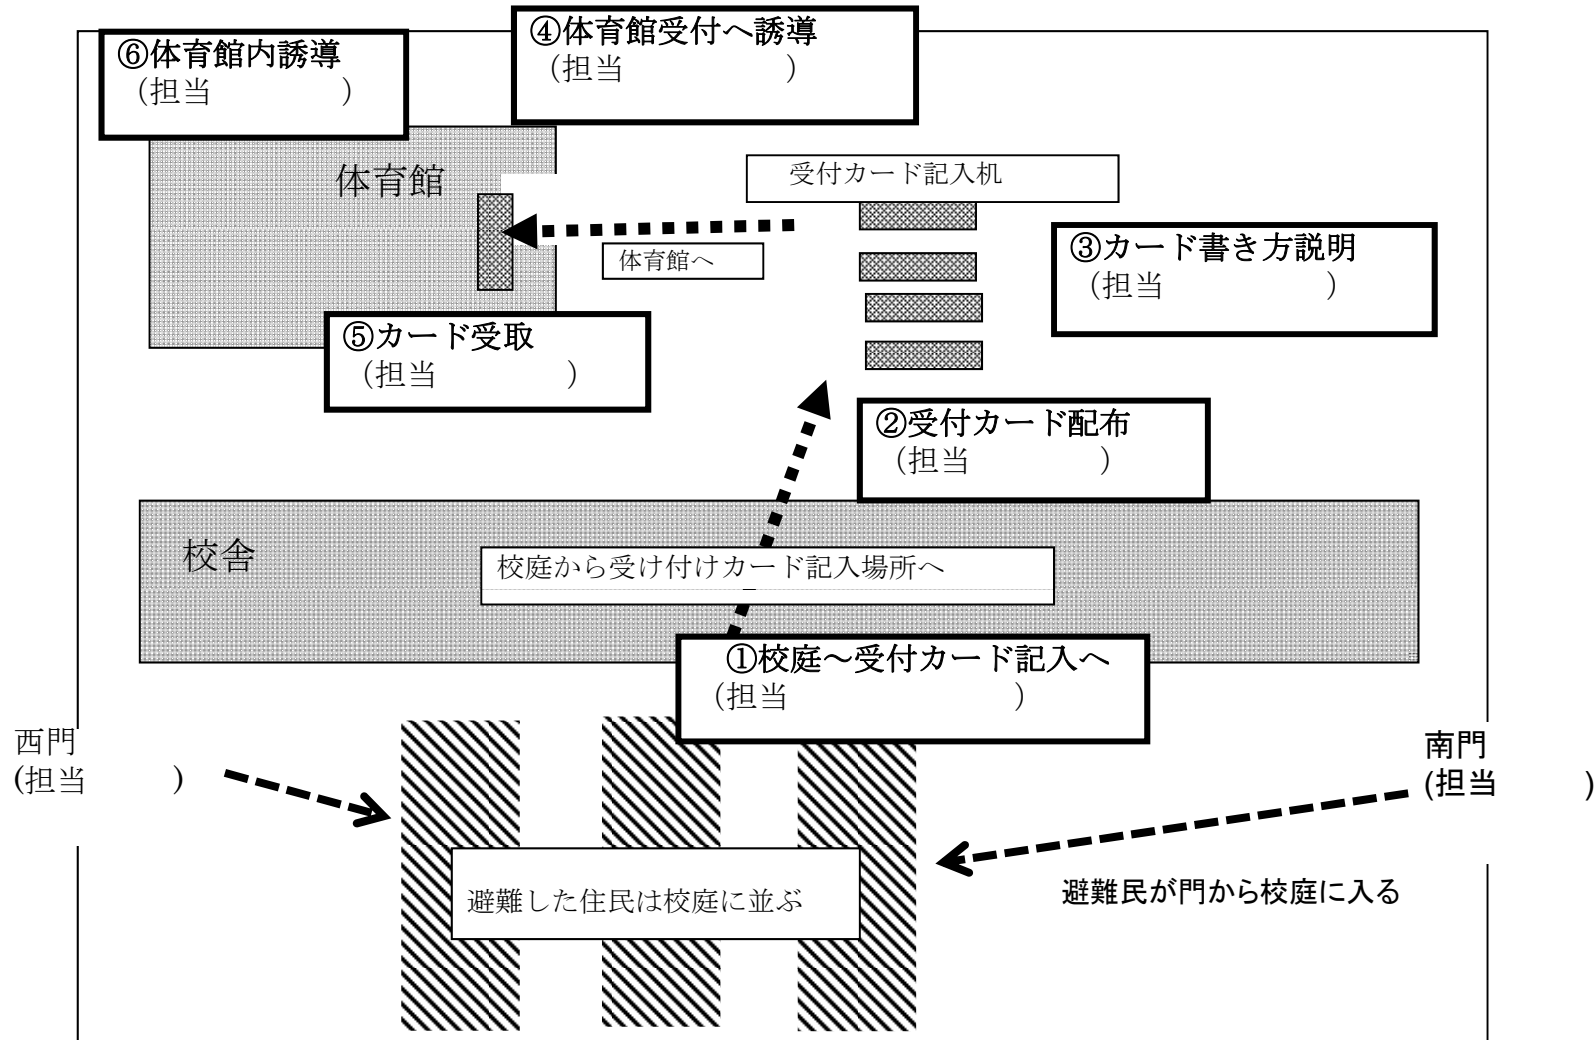 ④体育館受付へ誘導
（担当　　　　　）
⑥体育館内誘導
（担当　　　　）
体育館
受付カード記入机
体育館へ
③カード書き方説明
（担当　　　　　）
⑤カード受取
（担当　　　　）
②受付カード配布
（担当　　　　）
校舎
校庭から受け付けカード記入場所へ
①校庭～受付カード記入へ
（担当　　　　　　　）
西門
(担当　　　)
南門
(担当　　　)
避難した住民は校庭に並ぶ
避難民が門から校庭に入る